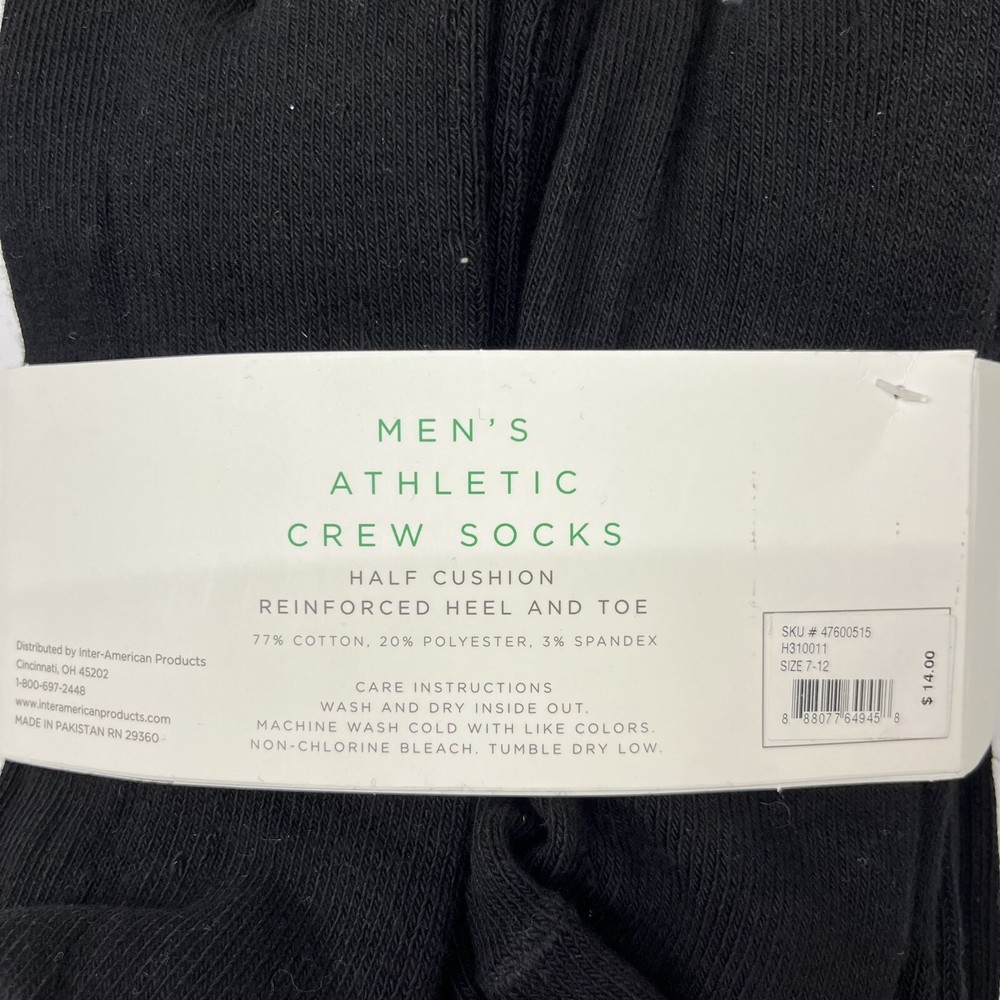 MEN'S
ATHLETIC
CREW SOCKS
HALF CUSHION
REINFORCED HEEL AND TOE
77% COTTON, 20% POLYESTER, 3% SPANDEX
CARE INSTRUCTIONS
WASH AND DRY INSIDE OUT.
MACHINE WASH COLD WITH LIKE COLORS.
NON-CHLORINE BLEACH. TUMBLE DRY LOW.
Distributed by Inter-American Products
Cincinnati, OH 45202
1-800-697-2448
www.interamericanproducts.com
MADE IN PAKISTAN RN 29360
SKU # 47600515
H310011
SIZE 7-12
8 88077 64945 8
$ 14.00